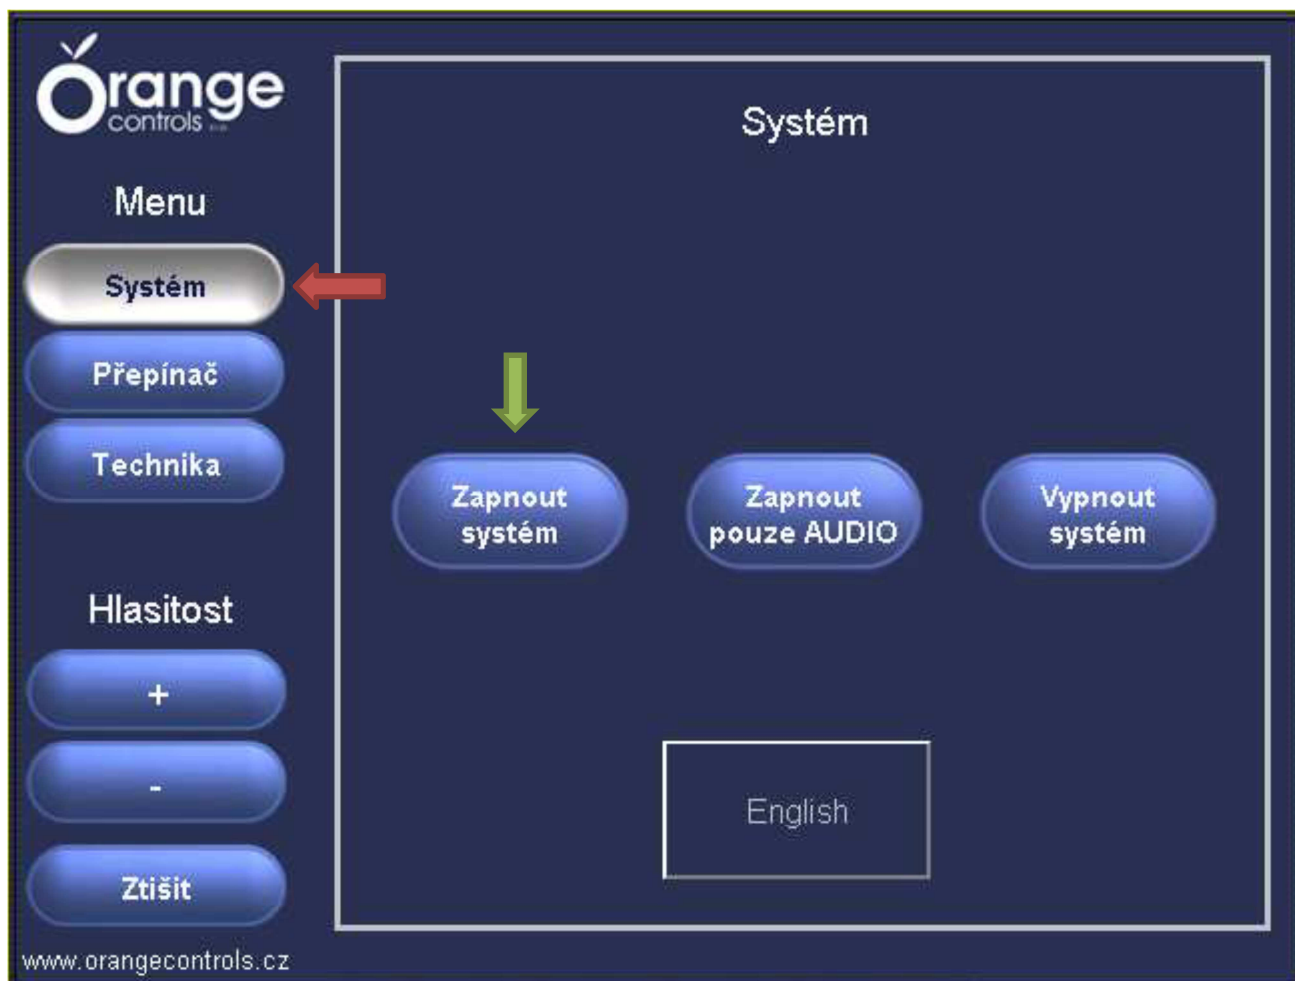 Orange
controls
Menu
Systém
Přepínač
Technika
Hlasitost
+
-
Ztišit
www.orangecontrols.cz
Systém
Zapnout
systém
Zapnout
pouze AUDIO
Vypnout
systém
English